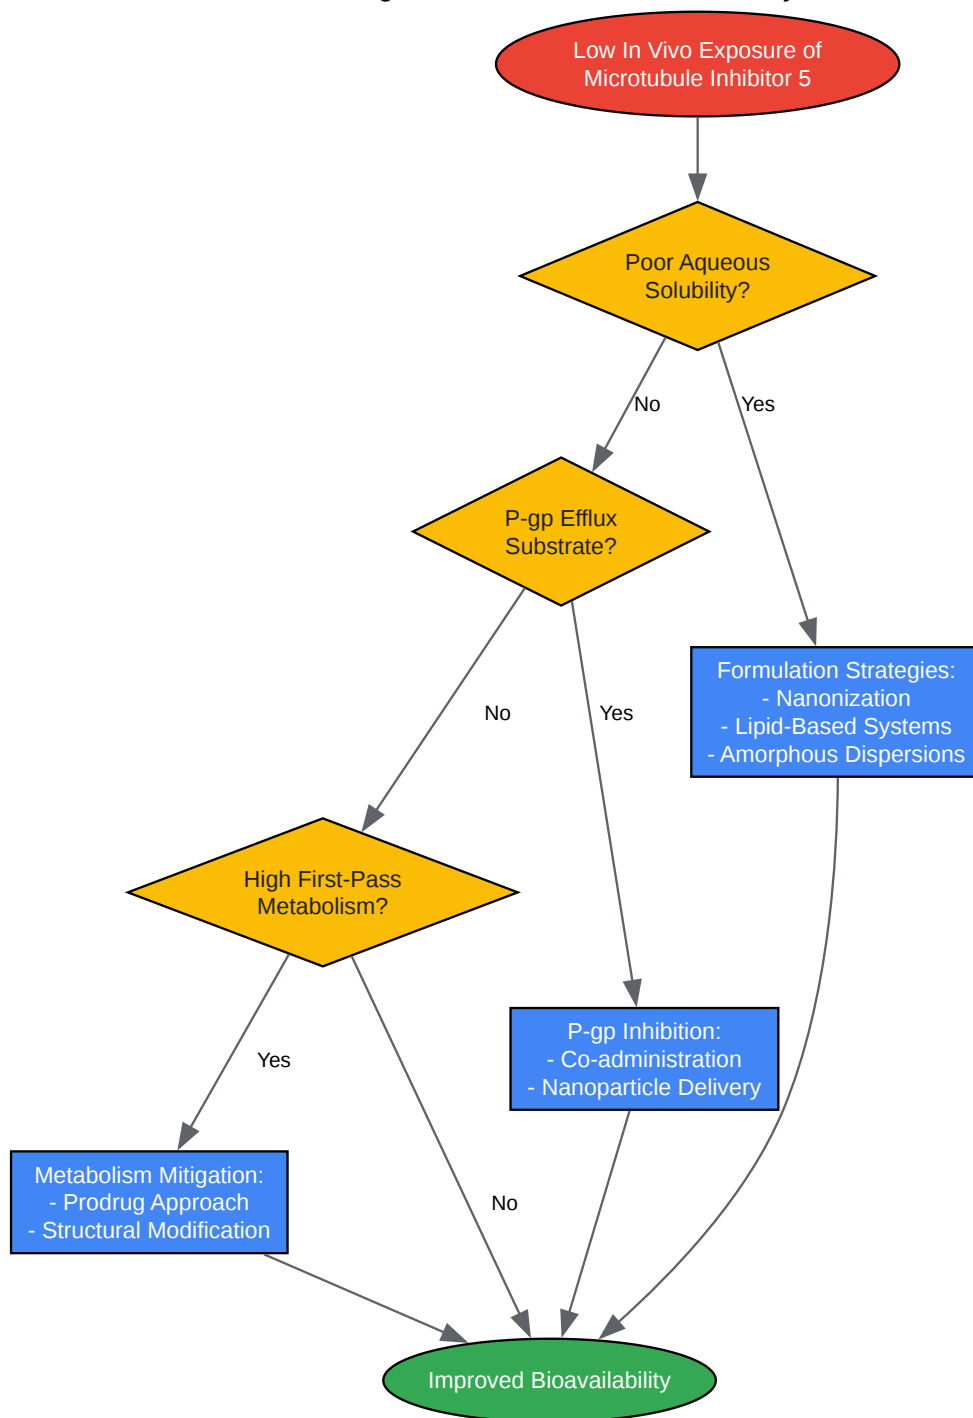 Low In Vivo Exposure of
Microtubule Inhibitor 5
Poor Aqueous
Solubility?
No
Yes
P-gp Efflux
Substrate?
Formulation Strategies:
- Nanonization
- Lipid-Based Systems
- Amorphous Dispersions
No
Yes
High First-Pass
Metabolism?
P-gp Inhibition:
- Co-administration
- Nanoparticle Delivery
Yes
Metabolism Mitigation:
- Prodrug Approach
- Structural Modification
No
Improved Bioavailability